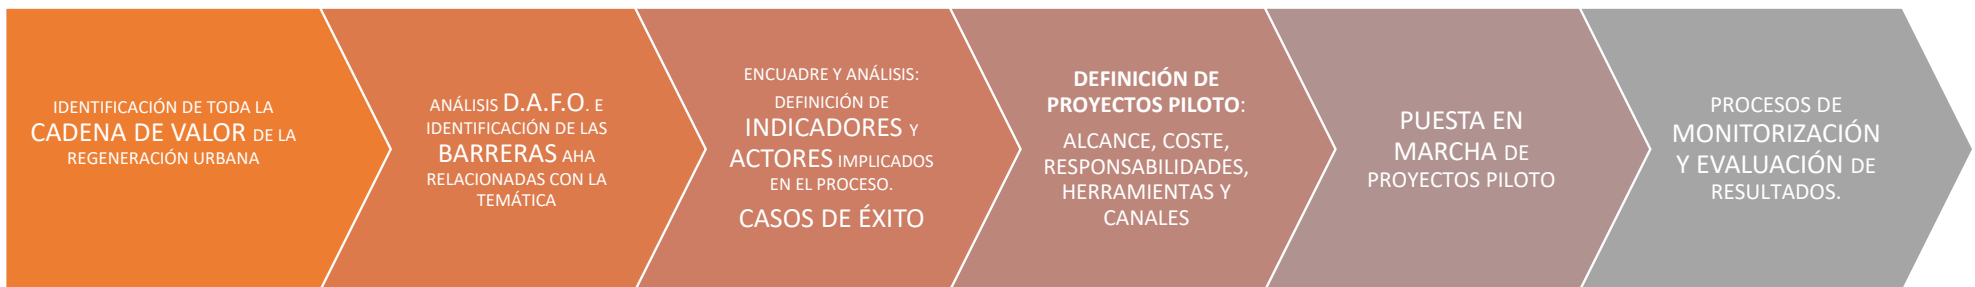 IDENTIFICACIÓN DE TODA LA
CADENA DE VALOR DE LA
REGENERACIÓN URBANA
ANÁLISIS D.A.F.O. E
IDENTIFICACIÓN DE LAS
BARRERAS AHA
RELACIONADAS CON LA
TEMÁTICA
ENCUADRE Y ANÁLISIS:
DEFINICIÓN DE
INDICADORES Y
ACTORES IMPLICADOS
EN EL PROCESO.
CASOS DE ÉXITO
DEFINICIÓN DE
PROYECTOS PILOTO:
ALCANCE, COSTE,
RESPONSABILIDADES,
HERRAMIENTAS Y
CANALES
PUESTA EN
MARCHA DE
PROYECTOS PILOTO
PROCESOS DE
MONITORIZACIÓN
Y EVALUACIÓN DE
RESULTADOS.